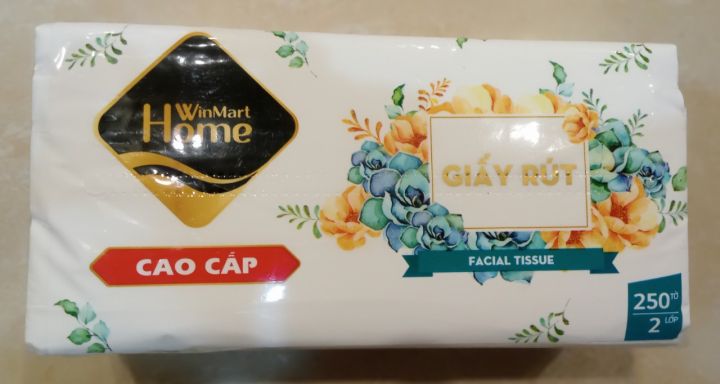 WinMart
Home
CAO CẤP
GIẤY RÚT
FACIAL TISSUE
250 TỜ
2 LỚP